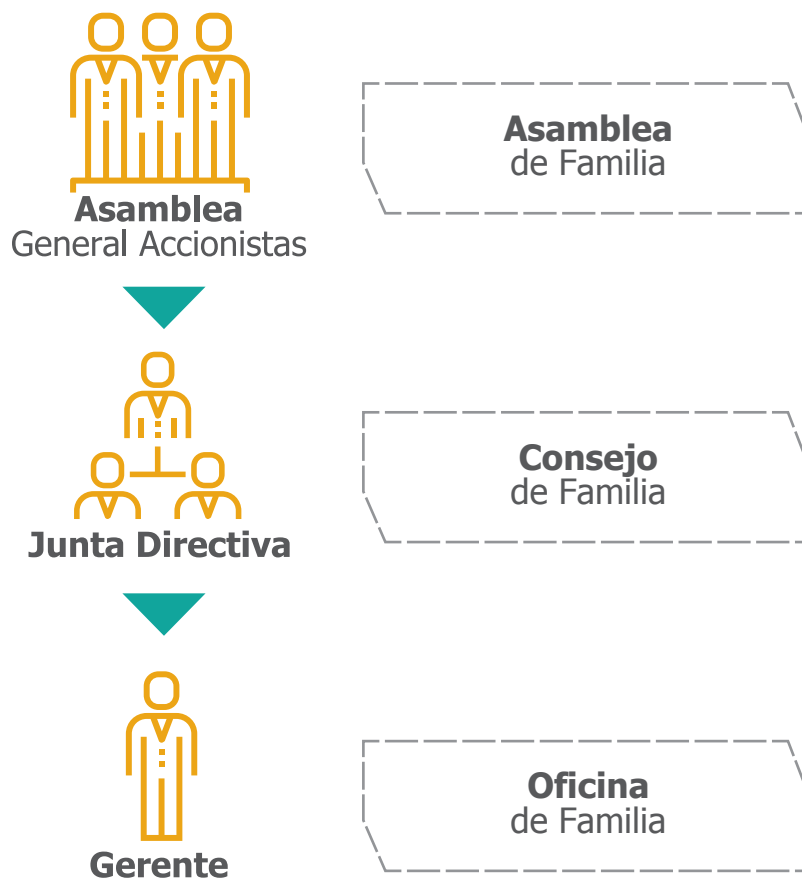 Asamblea
General Accionistas
Asamblea
de Familia
Junta Directiva
Consejo
de Familia
Gerente
Oficina
de Familia